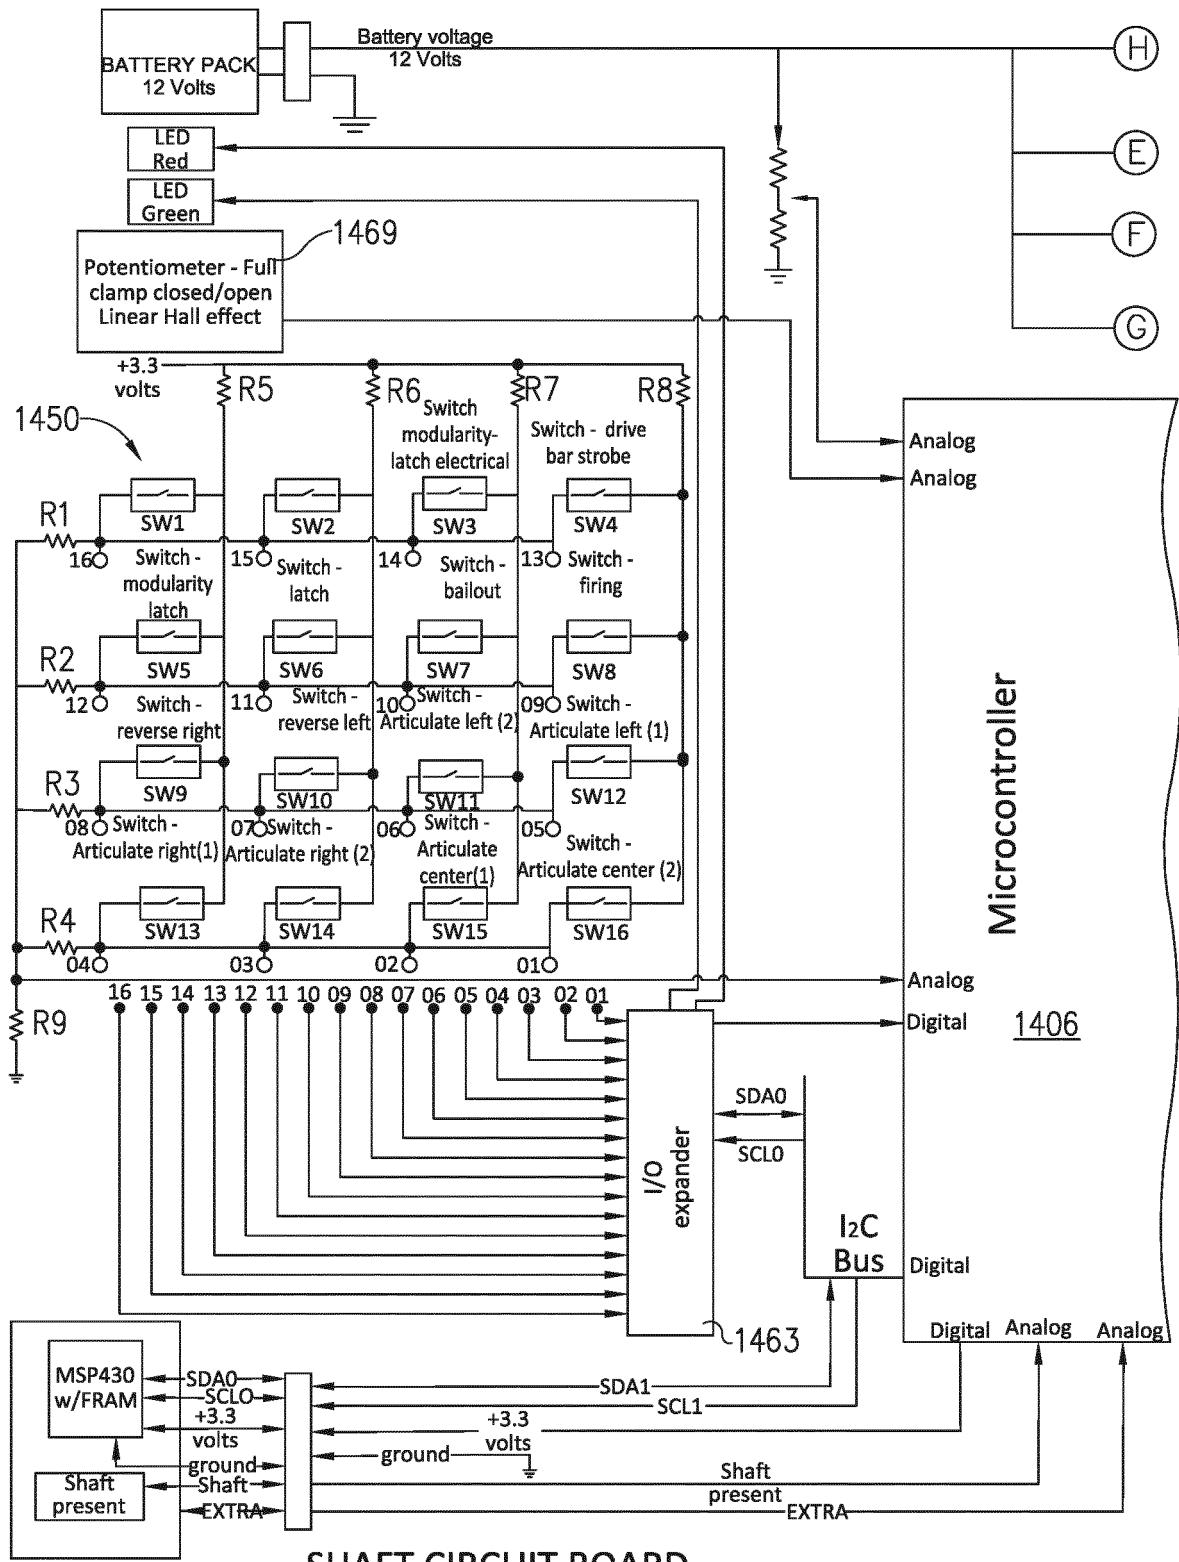 BATTERY PACK
12 Volts
Battery voltage
12 Volts
H
LED
Red
E
LED
Green
1469
F
Potentiometer - Full
clamp closed/open
Linear Hall effect
G
+3.3
volts
R5
R6
R7
R8
1450
Switch
modularity-
latch electrical
Switch - drive
bar strobe
Analog
Analog
R1
SW1
SW2
SW3
SW4
16
15
14
13
Switch -
modularity
latch
Switch -
latch
Switch -
bailout
Switch -
firing
R2
SW5
SW6
SW7
SW8
12
11
10
09
Switch -
reverse right
Switch -
reverse left
Switch -
Articulate left (2)
Switch -
Articulate left (1)
R3
SW9
SW10
SW11
SW12
08
07
06
05
Switch -
Articulate right(1)
Switch -
Articulate right (2)
Switch -
Articulate
center(1)
Switch -
Articulate center (2)
R4
SW13
SW14
SW15
SW16
04
03
02
01
Microcontroller
1406
Analog
Digital
16 15 14 13 12 11 10 09 08 07 06 05 04 03 02 01
R9
I/O
expander
SDA0
SCL0
I2C
Bus
Digital
1463
Digital
Analog
Analog
MSP430
w/FRAM
SDA0
SCLO
+3.3
volts
ground
Shaft
present
Shaft
EXTRA
SDA1
SCL1
+3.3
volts
ground
Shaft
present
EXTRA
SHAFT CIRCUIT BOARD